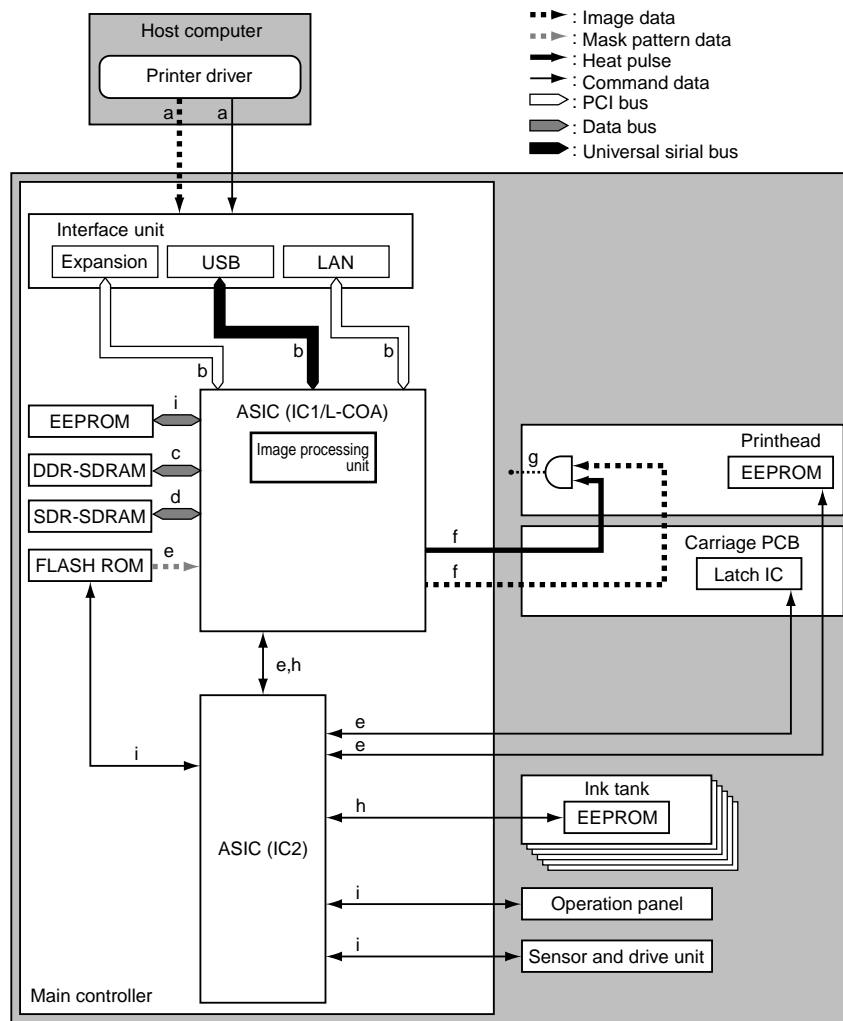 Host computer
Printer driver
a
a
: Image data
: Mask pattern data
: Heat pulse
: Command data
: PCI bus
: Data bus
: Universal sirial bus
Interface unit
Expansion
USB
LAN
b
b
b
EEPROM
i
DDR-SDRAM
c
SDR-SDRAM
d
FLASH ROM
e
ASIC (IC1/L-COA)
Image processing
unit
f
f
g
Printhead
EEPROM
Carriage PCB
Latch IC
e,h
i
ASIC (IC2)
e
e
h
i
i
Ink tank
EEPROM
Operation panel
Sensor and drive unit
Main controller